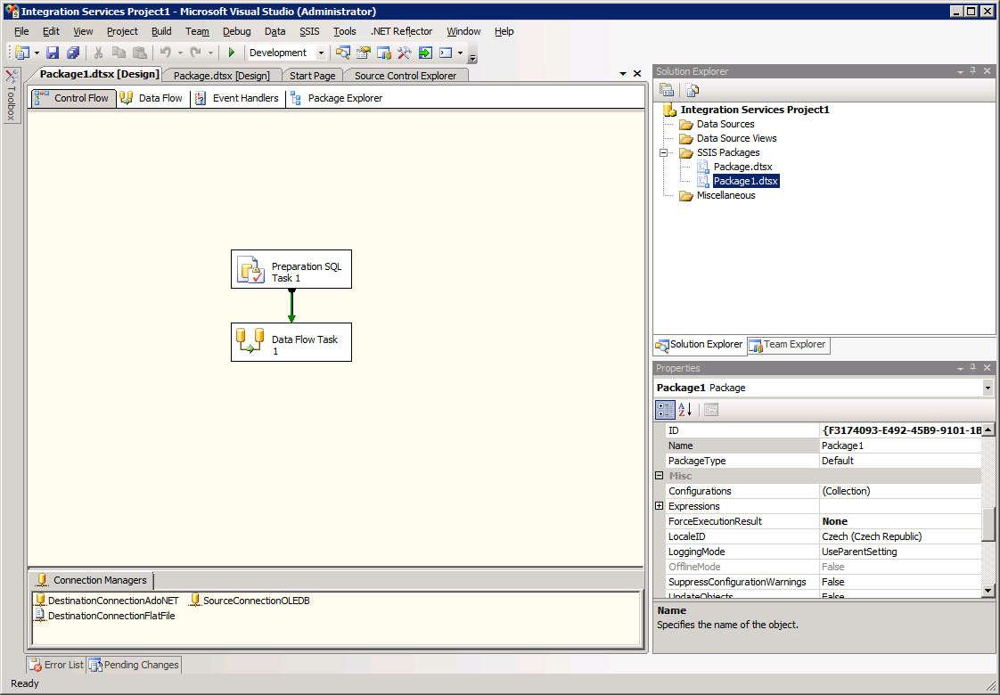 Integration Services Project1 - Microsoft Visual Studio (Administrator)
File Edit View Project Build Team Debug Data SSIS Tools .NET Reflector Window Help
Development
Toolbox
Package1.dtsx [Design] Package.dtsx [Design] Start Page Source Control Explorer
Control Flow Data Flow Event Handlers Package Explorer
Preparation SQL
Task 1
Data Flow Task
1
Connection Managers
DestinationConnectionAdoNET SourceConnectionOLEDB
DestinationConnectionFlatFile
Error List Pending Changes
Ready
Solution Explorer
Integration Services Project1
Data Sources
Data Source Views
SSIS Packages
Package.dtsx
Package1.dtsx
Miscellaneous
Solution Explorer Team Explorer
Properties
Package1 Package
ID {F3174093-E492-45B9-9101-1B
Name Package1
PackageType Default
Misc
Configurations (Collection)
Expressions
ForceExecutionResult None
LocaleID Czech (Czech Republic)
LoggingMode UseParentSetting
OfflineMode False
SuppressConfigurationWarnings False
UpdateObjects False
Name
Specifies the name of the object.